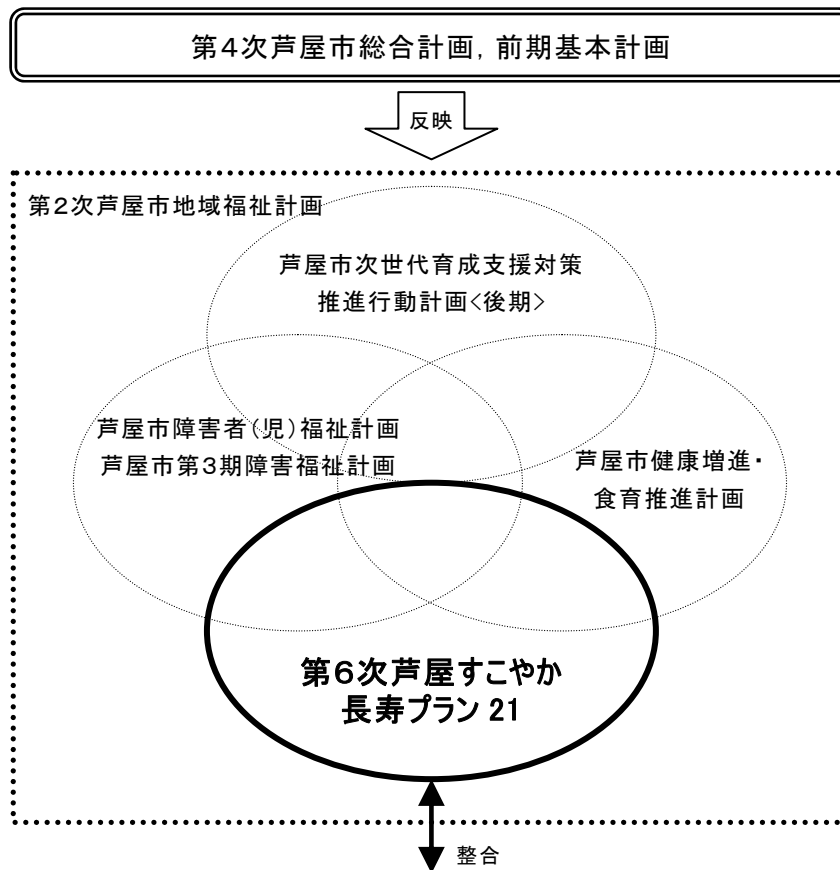 第4次芦屋市総合計画，前期基本計画
反映
第2次芦屋市地域福祉計画
芦屋市次世代育成支援対策
推進行動計画<後期>
芦屋市障害者（児）福祉計画
芦屋市第3期障害福祉計画
芦屋市健康増進・
食育推進計画
第6次芦屋すこやか
長寿プラン 21
整合